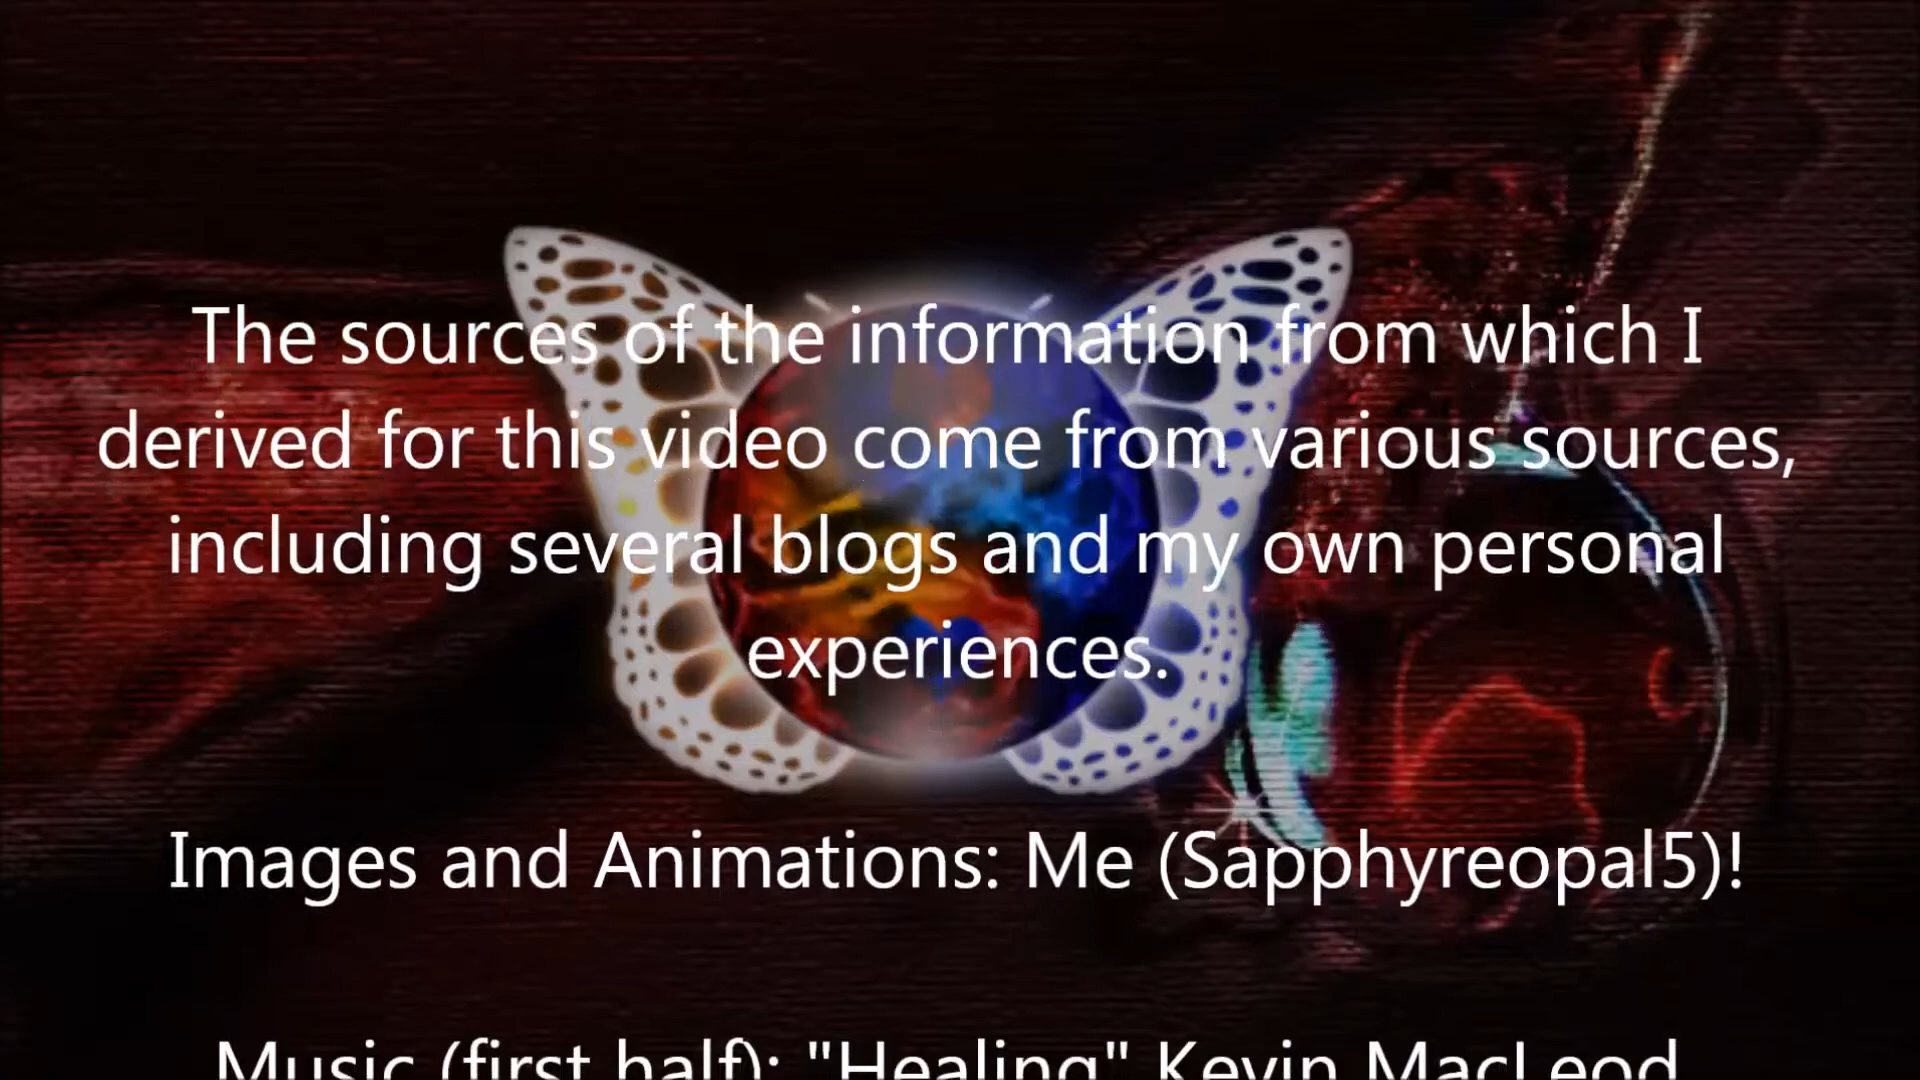 The sources of the information from which I
derived for this video come from various sources,
including several blogs and my own personal
experiences.
Images and Animations: Me (Sapphyreopal5)!
Music (first half): "Healing" Kevin MacLeod